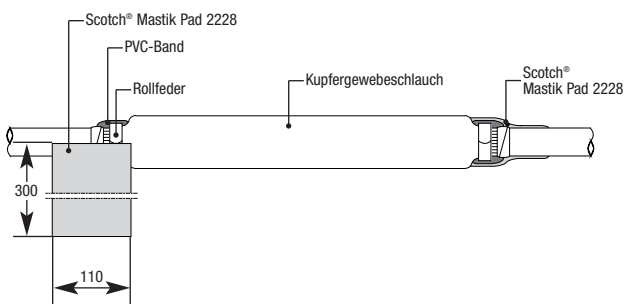 Scotch® Mastik Pad 2228
PVC-Band
Rollfeder
Kupfergewebeschlauch
Scotch®
Mastik Pad 2228
300
110